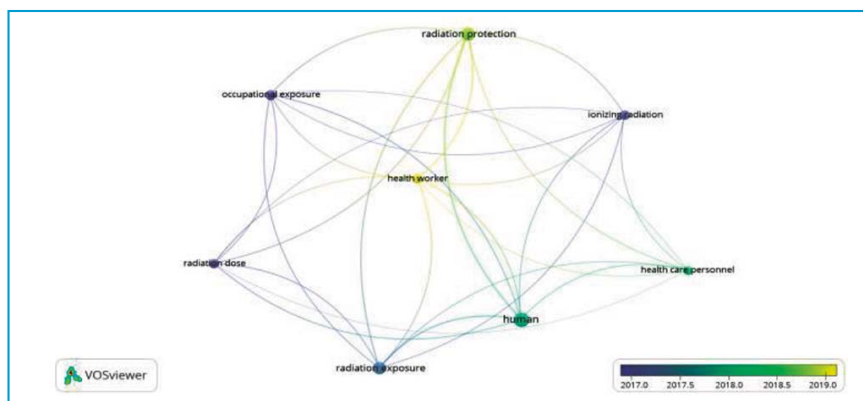 radiation protection
occupational exposure
ionizing radiation
health worker
radiation dose
health care personnel
human
radiation exposure
VOSviewer
2017.0 2017.5 2018.0 2018.5 2019.0